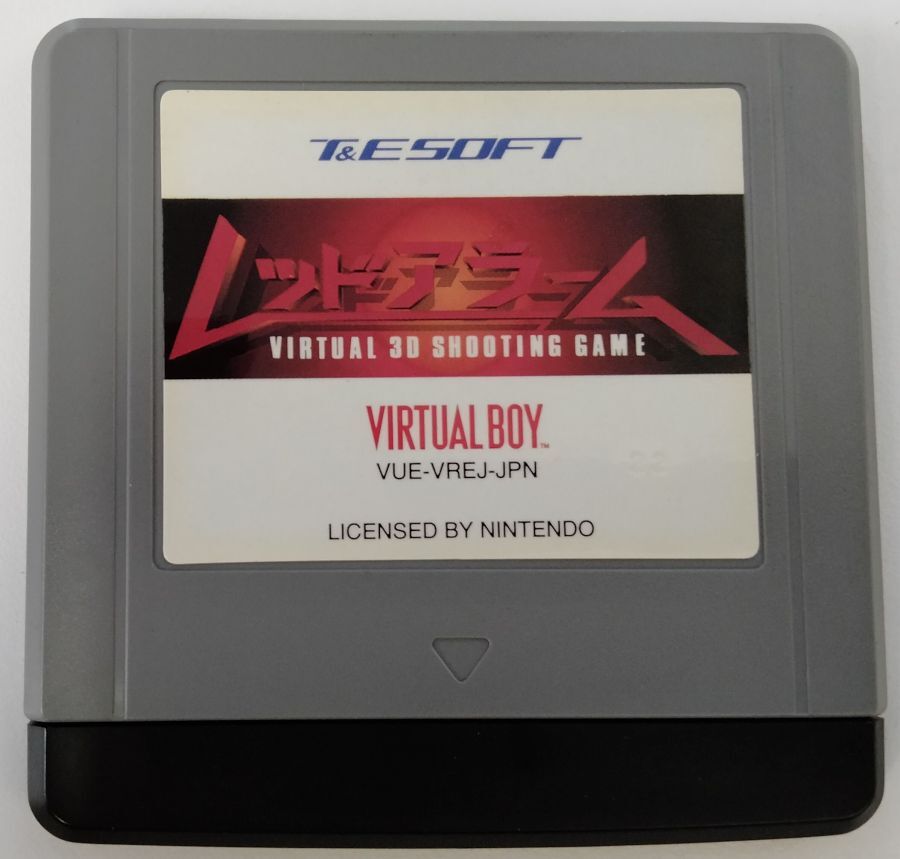 T&E SOFT
レッドアラーム
VIRTUAL 3D SHOOTING GAME
VIRTUAL BOY™
VUE-VREJ-JPN
LICENSED BY NINTENDO